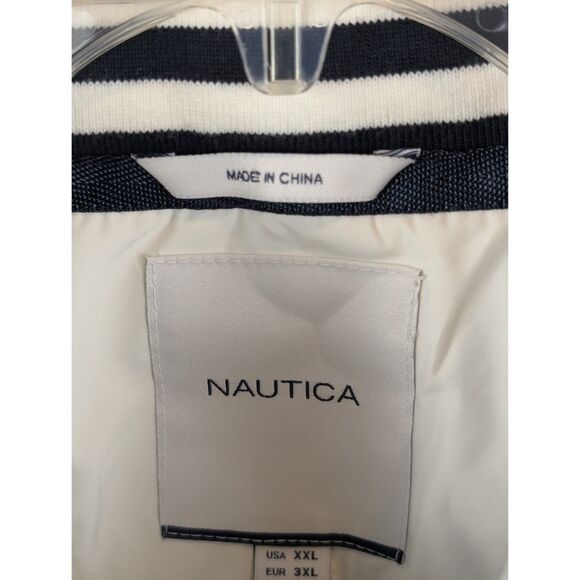 MADE IN CHINA
NAUTICA
USA XXL
EUR 3XL